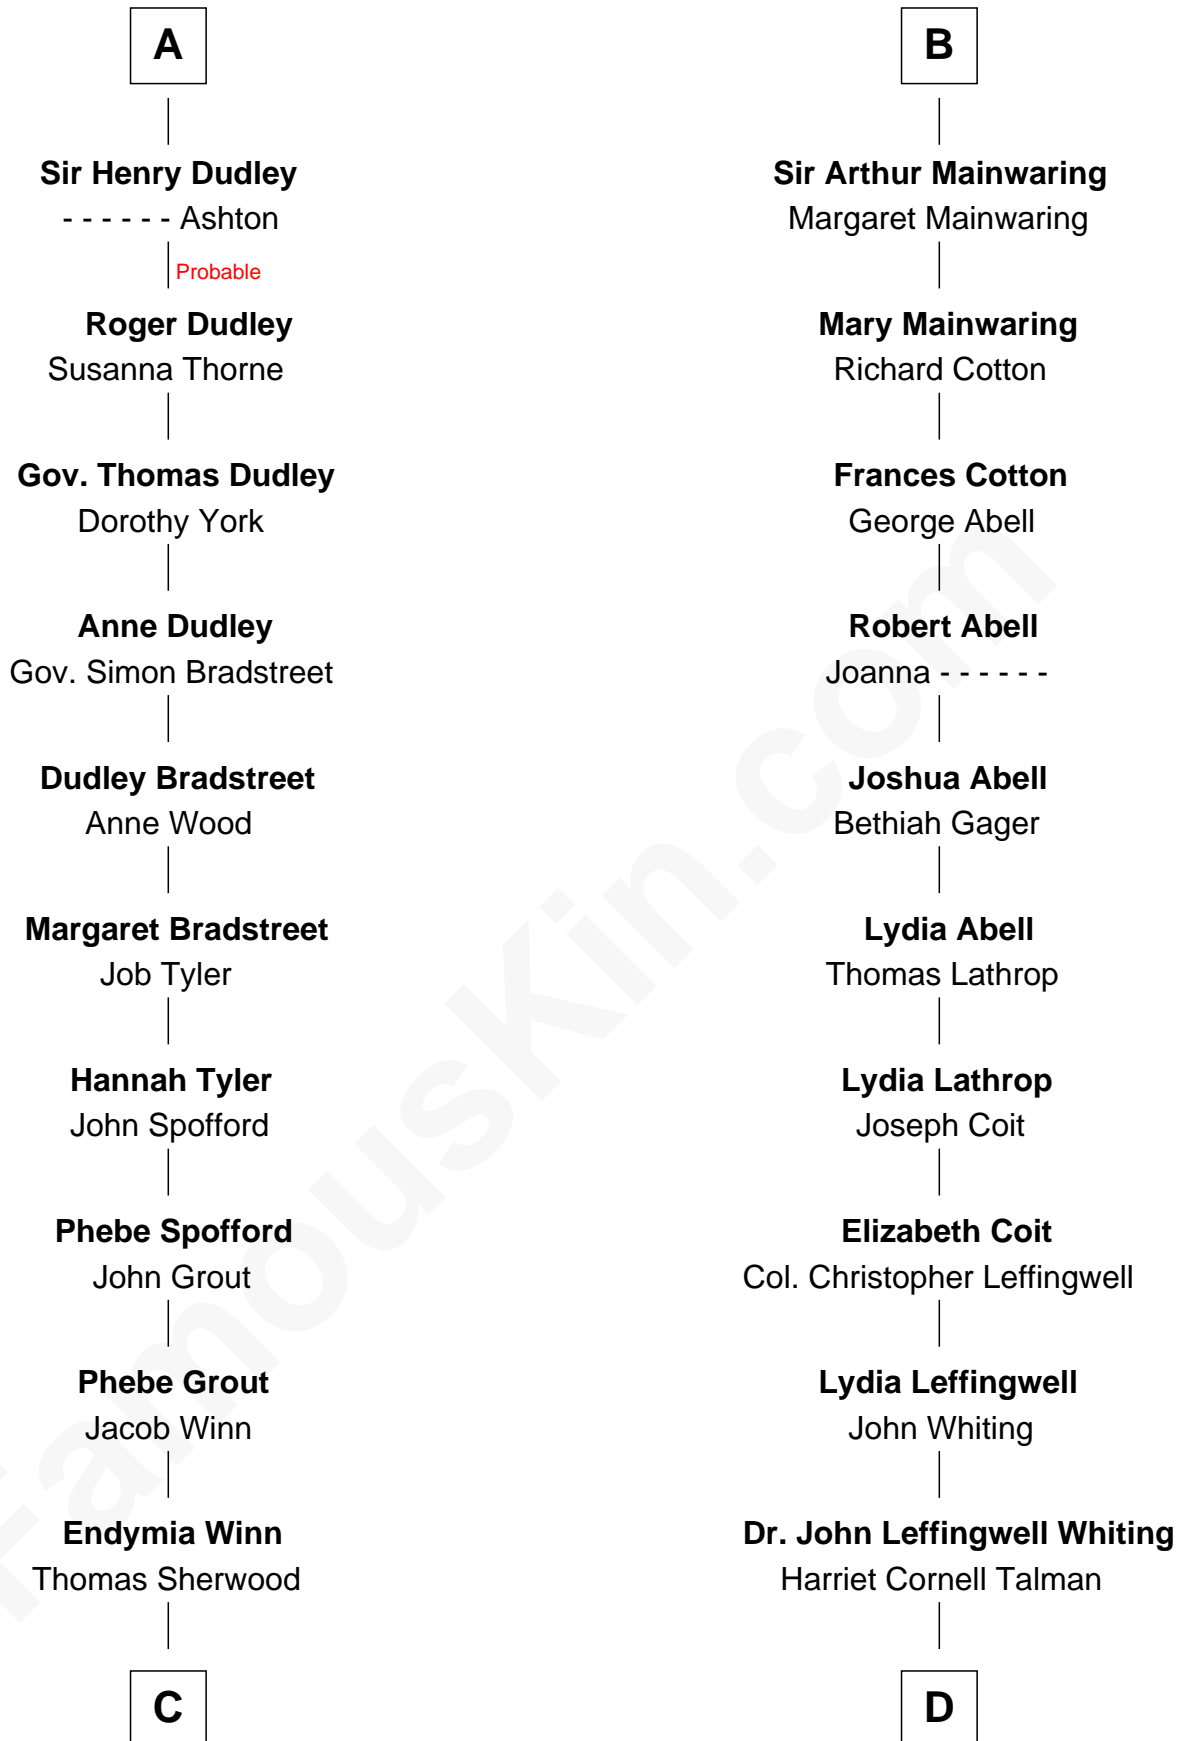 A
Sir Henry Dudley
- - - - - - Ashton
Probable
Roger Dudley
Susanna Thorne
Gov. Thomas Dudley
Dorothy York
Anne Dudley
Gov. Simon Bradstreet
Dudley Bradstreet
Anne Wood
Margaret Bradstreet
Job Tyler
Hannah Tyler
John Spofford
Phebe Spofford
John Grout
Phebe Grout
Jacob Winn
Endymia Winn
Thomas Sherwood
C
B
Sir Arthur Mainwaring
Margaret Mainwaring
Mary Mainwaring
Richard Cotton
Frances Cotton
George Abell
Robert Abell
Joanna - - - - - -
Joshua Abell
Bethiah Gager
Lydia Abell
Thomas Lathrop
Lydia Lathrop
Joseph Coit
Elizabeth Coit
Col. Christopher Leffingwell
Lydia Leffingwell
John Whiting
Dr. John Leffingwell Whiting
Harriet Cornell Talman
D
FamousKin.com